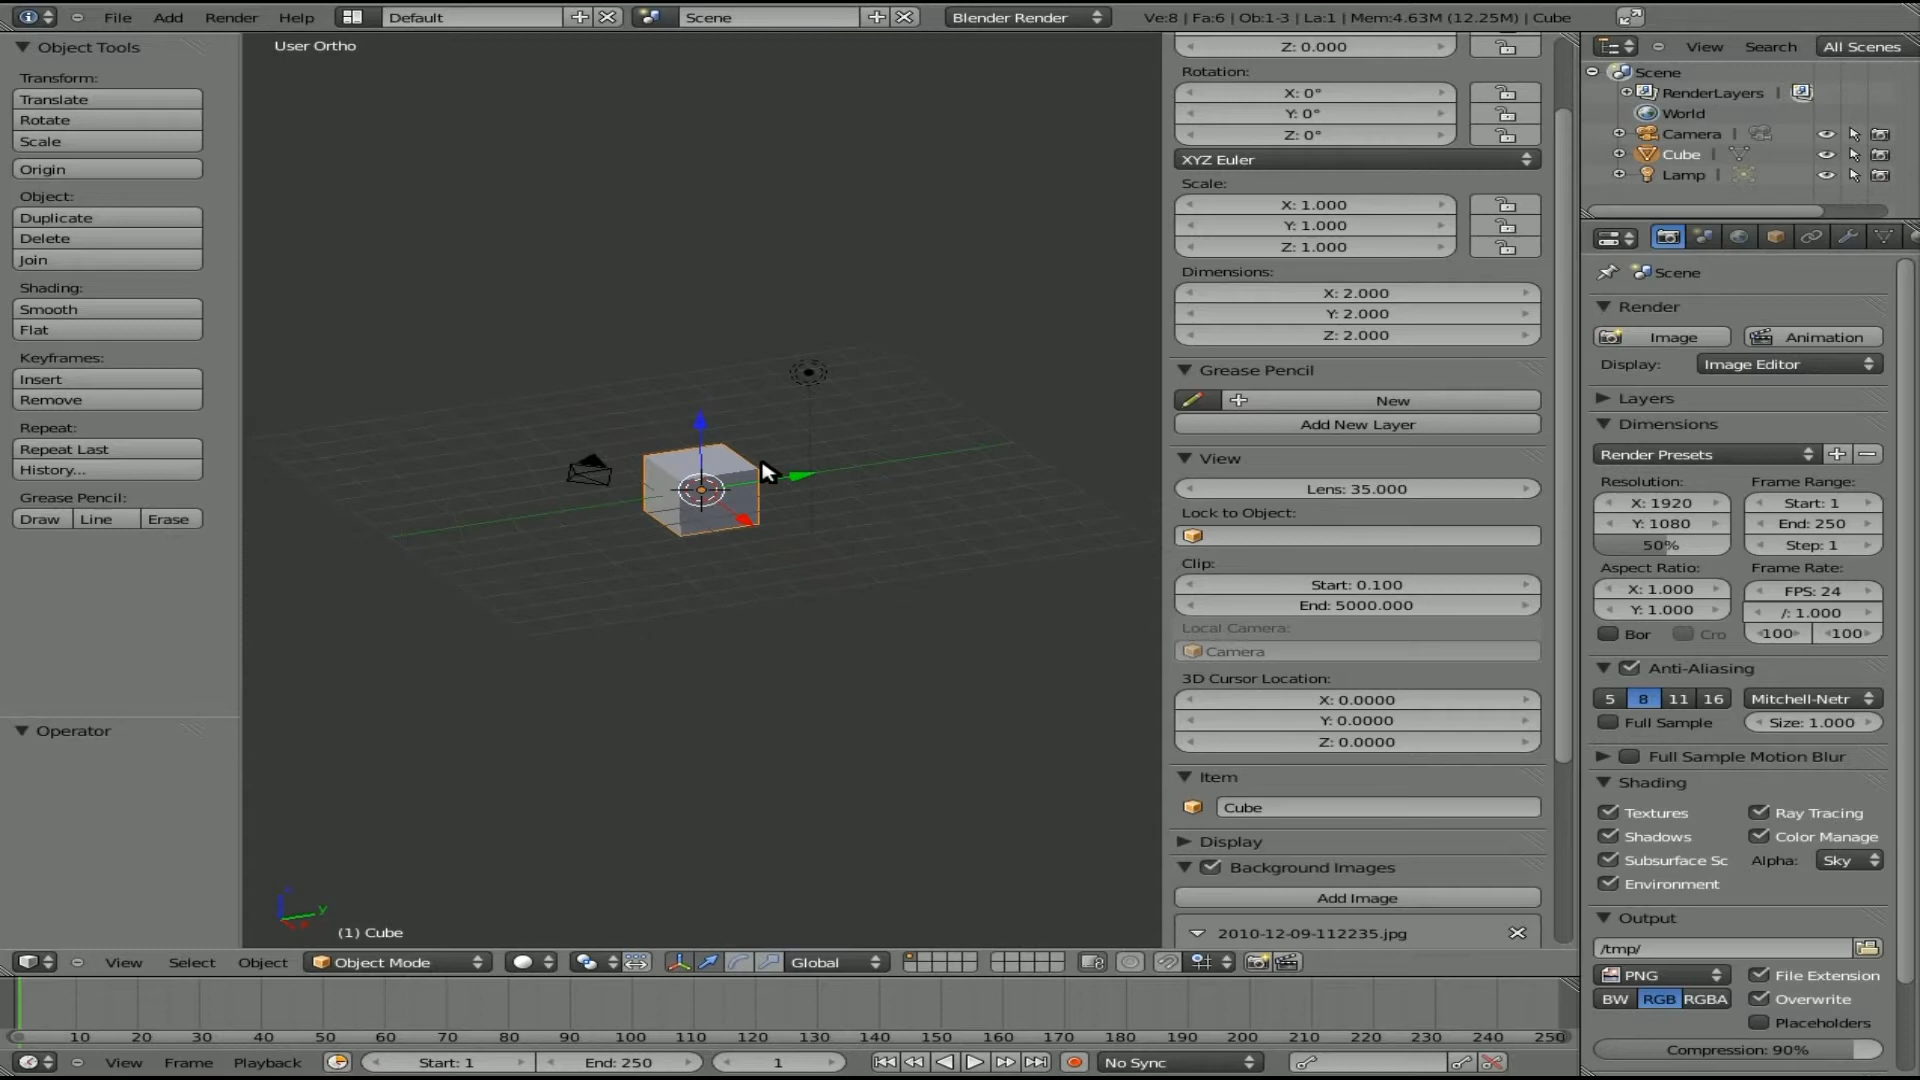 File Add Render Help Default Scene Blender Render Ve:8 | Fa:6 | Ob:1-3 | La:1 | Mem:4.63M (12.25M) | Cube
Object Tools
Transform:
Translate
Rotate
Scale
Origin
Object:
Duplicate
Delete
Join
Shading:
Smooth
Flat
Keyframes:
Insert
Remove
Repeat:
Repeat Last
History...
Grease Pencil:
Draw Line Erase
Operator
User Ortho
y
(1) Cube
Z: 0.000
Rotation:
X: 0°
Y: 0°
Z: 0°
XYZ Euler
Scale:
X: 1.000
Y: 1.000
Z: 1.000
Dimensions:
X: 2.000
Y: 2.000
Z: 2.000
Grease Pencil
New
Add New Layer
View
Lens: 35.000
Lock to Object:
Clip:
Start: 0.100
End: 5000.000
Local Camera:
Camera
3D Cursor Location:
X: 0.0000
Y: 0.0000
Z: 0.0000
Item
Cube
Display
Background Images
Add Image
2010-12-09-112235.jpg
View Search All Scenes
Scene
RenderLayers |
World
Camera |
Cube |
Lamp |
Scene
Render
Image Animation
Display: Image Editor
Layers
Dimensions
Render Presets
Resolution: Frame Range:
X: 1920 Start: 1
Y: 1080 End: 250
50% Step: 1
Aspect Ratio: Frame Rate:
X: 1.000 FPS: 24
Y: 1.000 /: 1.000
Bor Cro 100 100
Anti-Aliasing
5 8 11 16 Mitchell-Netr
Full Sample Size: 1.000
Full Sample Motion Blur
Shading
Textures Ray Tracing
Shadows Color Manage
Subsurface Sc Alpha: Sky
Environment
Output
/tmp/
PNG File Extension
BW RGB RGBA Overwrite
Placeholders
Compression: 90%
View Select Object Object Mode Global
10 20 30 40 50 60 70 80 90 100 110 120 130 140 150 160 170 180 190 200 210 220 230 240 250
View Frame Playback Start: 1 End: 250 1 No Sync